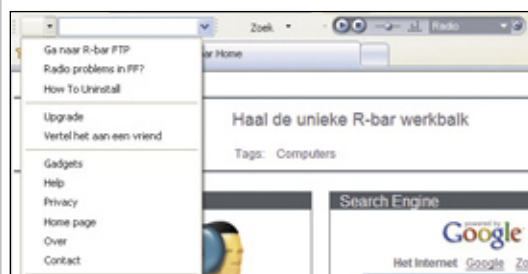 Zoek
Radio
Ga naar R-bar FTP
Radio problems in FF?
How To Uninstall
ar Home
Upgrade
Vertel het aan een vriend
Haal de unieke R-bar werkbalk
Tags: Computers
Gadgets
Help
Privacy
Home page
Over
Contact
Search Engine
powered by
Google
Het Internet Google Zo